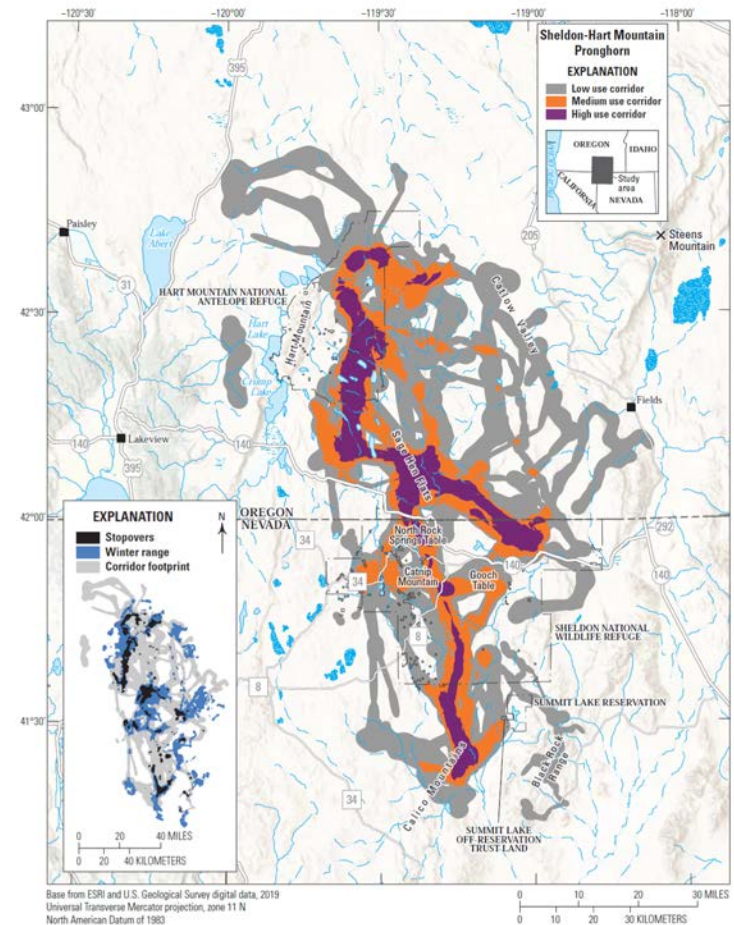 -120°30'
-120°00'
-119°30'
-119°00'
-118°00'
Sheldon-Hart Mountain
Pronghorn
EXPLANATION
Low use corridor
Medium use corridor
High use corridor
OREGON
IDAHO
Study
area
CALIFORNIA
NEVADA
395
43°00'
Paisley
Lake
Abert
205
Steens
Mountain
31
HART MOUNTAIN NATIONAL
ANTELOPE REFUGE
Catlow Valley
42°30'
Hart
Lake
Hart Mountain
Crump
Lake
Fields
140
Lakeview
140
395
Sage Hen Flats
OREGON
NEVADA
42°00'
34
North Rock
Springs Table
292
140
Catnip
Mountain
Gooch
Table
140
34
8
SHELDON NATIONAL
WILDLIFE REFUGE
8
SUMMIT LAKE RESERVATION
41°30'
Black Rock
Range
Calico Mountains
34
SUMMIT LAKE
OFF-RESERVATION
TRUST LAND
EXPLANATION
N
Stopovers
Winter range
Corridor footprint
0 20 40 MILES
0 20 40 KILOMETERS
Base from ESRI and U.S. Geological Survey digital data, 2019
Universal Transverse Mercator projection, zone 11 N
North American Datum of 1983
0 10 20 30 MILES
0 10 20 30 KILOMETERS